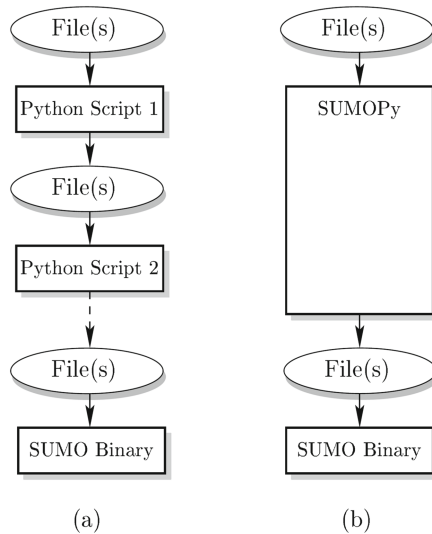 File(s)
Python Script 1
File(s)
Python Script 2
File(s)
SUMO Binary
(a)
File(s)
SUMOPy
File(s)
SUMO Binary
(b)